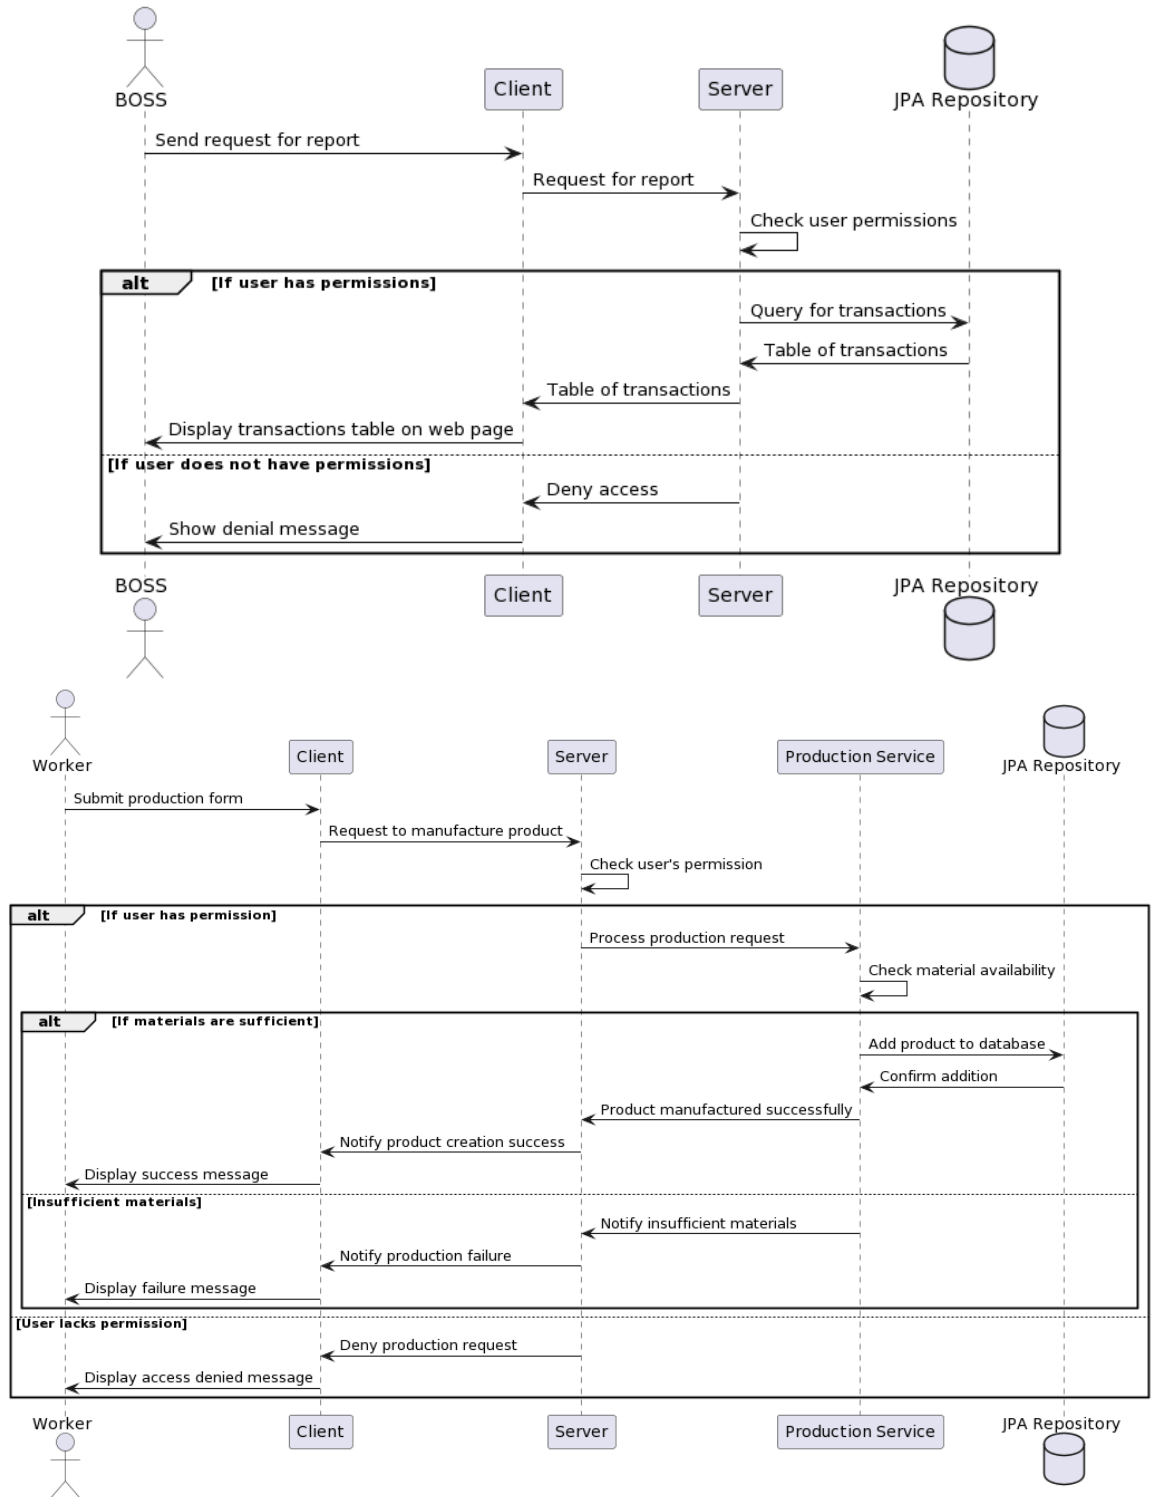 BOSS
Client
Server
JPA Repository
Send request for report
Request for report
Check user permissions
alt
[If user has permissions]
Query for transactions
Table of transactions
Table of transactions
Display transactions table on web page
[If user does not have permissions]
Deny access
Show denial message
BOSS
Client
Server
JPA Repository
Worker
Client
Server
Production Service
JPA Repository
Submit production form
Request to manufacture product
Check user's permission
alt
[If user has permission]
Process production request
Check material availability
alt
[If materials are sufficient]
Add product to database
Confirm addition
Product manufactured successfully
Notify product creation success
Display success message
[Insufficient materials]
Notify insufficient materials
Notify production failure
Display failure message
[User lacks permission]
Deny production request
Display access denied message
Worker
Client
Server
Production Service
JPA Repository